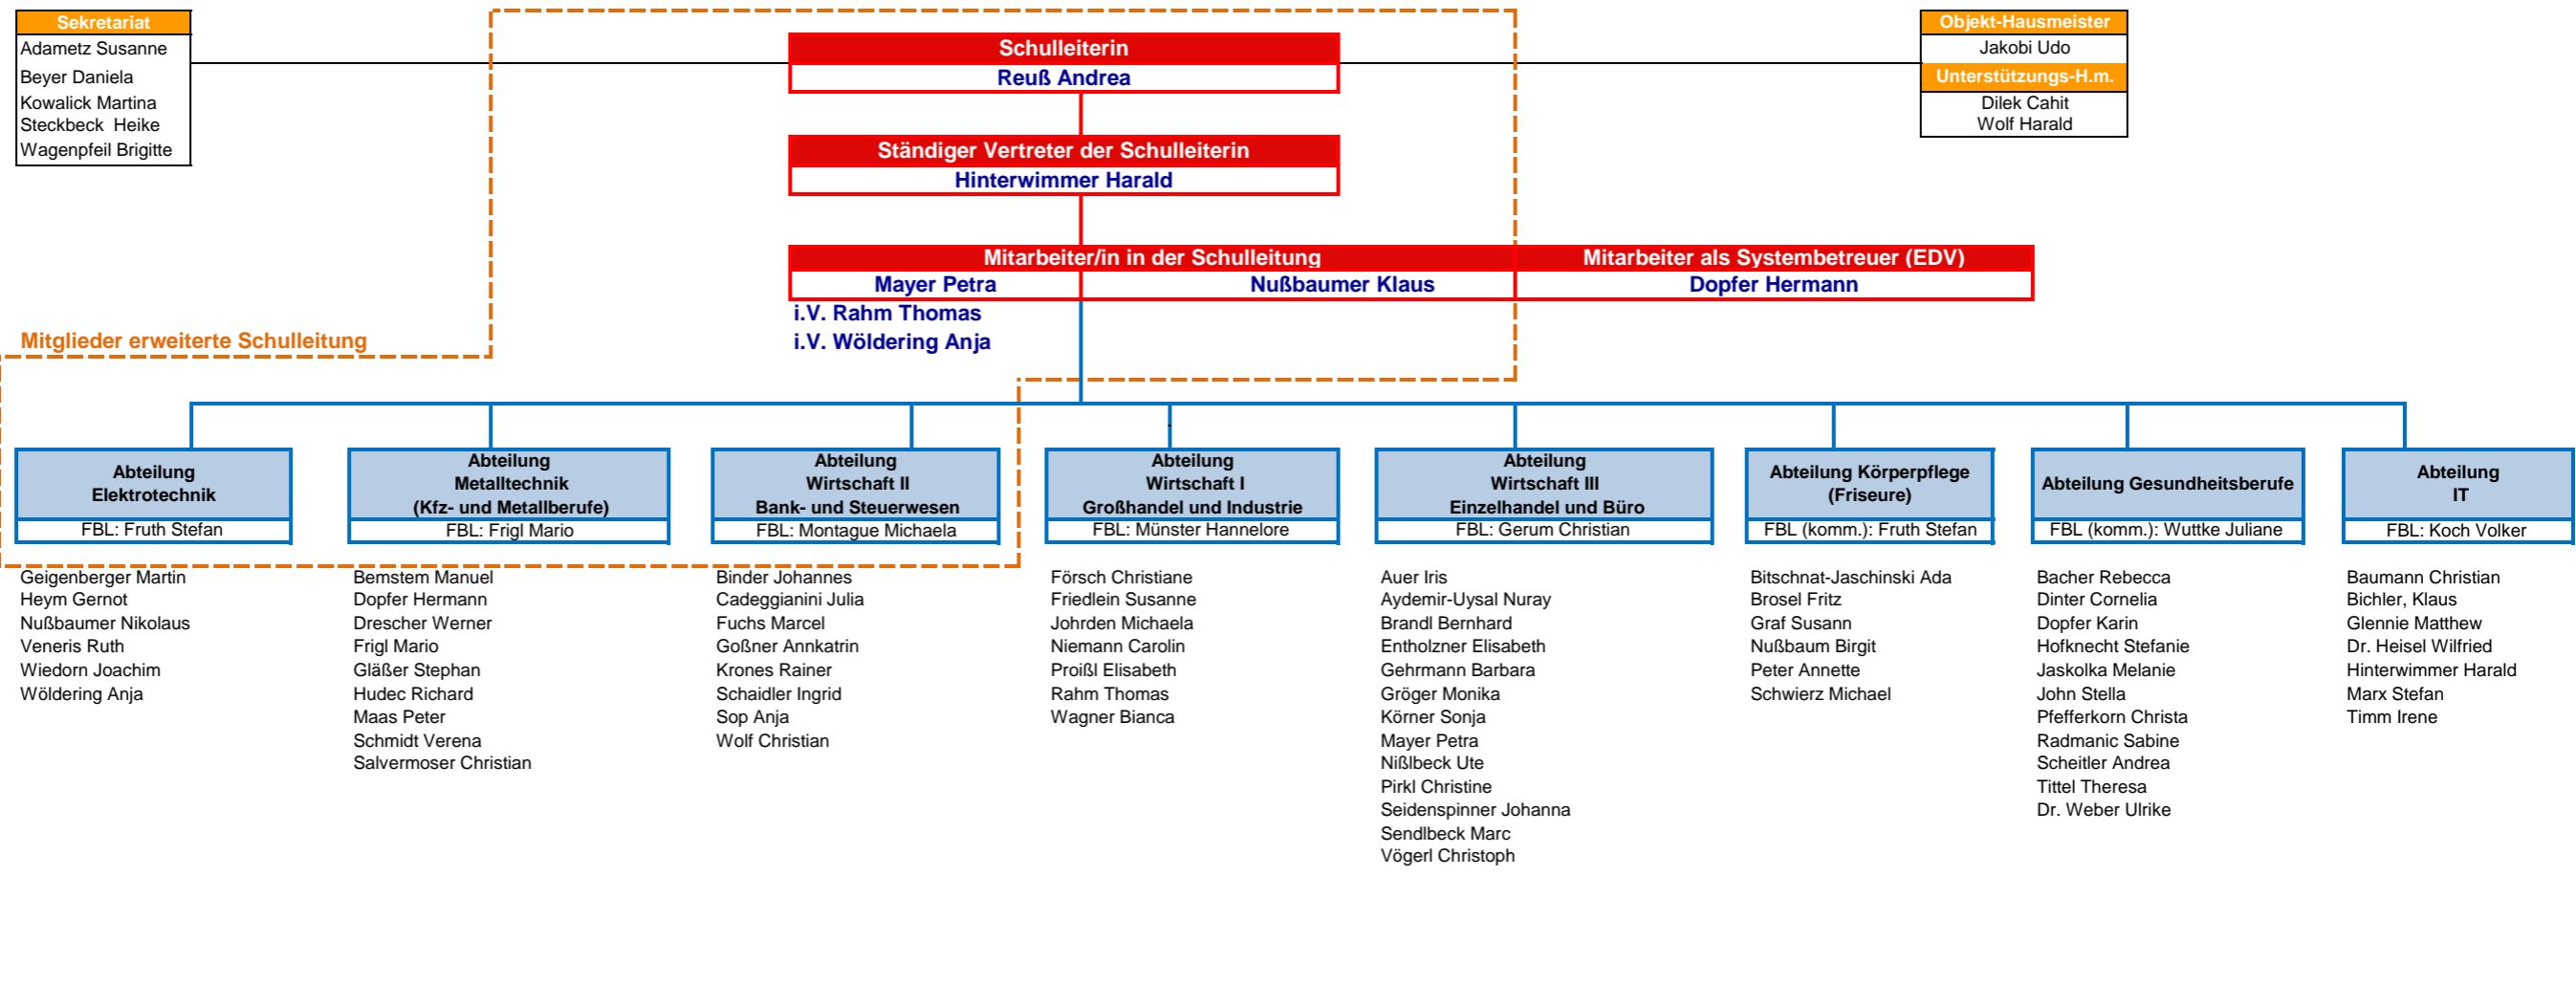 Sekretariat
Adametz Susanne
Beyer Daniela
Kowalick Martina
Steckbeck  Heike
Wagenpfeil Brigitte
Schulleiterin
Reuß Andrea
Objekt-Hausmeister
Jakobi Udo
Unterstützungs-H.m.
Dilek Cahit
Wolf Harald
Ständiger Vertreter der Schulleiterin
Hinterwimmer Harald
Mitarbeiter/in in der Schulleitung
Mitarbeiter als Systembetreuer (EDV)
Mayer Petra
Nußbaumer Klaus
Dopfer Hermann
i.V. Rahm Thomas
i.V. Wöldering Anja
Mitglieder erweiterte Schulleitung
Abteilung
Elektrotechnik
FBL: Fruth Stefan
Geigenberger Martin
Heym Gernot
Nußbaumer Nikolaus
Veneris Ruth
Wiedorn Joachim
Wöldering Anja
Abteilung
Metalltechnik
(Kfz- und Metallberufe)
FBL: Frigl Mario
Bemstem Manuel
Dopfer Hermann
Drescher Werner
Frigl Mario
Gläßer Stephan
Hudec Richard
Maas Peter
Schmidt Verena
Salvermoser Christian
Abteilung
Wirtschaft II
Bank- und Steuerwesen
FBL: Montague Michaela
Binder Johannes
Cadeggianini Julia
Fuchs Marcel
Goßner Annkatrin
Krones Rainer
Schaidler Ingrid
Sop Anja
Wolf Christian
Abteilung
Wirtschaft I
Großhandel und Industrie
FBL: Münster Hannelore
Försch Christiane
Friedlein Susanne
Johrden Michaela
Niemann Carolin
Proißl Elisabeth
Rahm Thomas
Wagner Bianca
Abteilung
Wirtschaft III
Einzelhandel und Büro
FBL: Gerum Christian
Auer Iris
Aydemir-Uysal Nuray
Brandl Bernhard
Entholzner Elisabeth
Gehrmann Barbara
Gröger Monika
Körner Sonja
Mayer Petra
Nißlbeck Ute
Pirkl Christine
Seidenspinner Johanna
Sendlbeck Marc
Vögerl Christoph
Abteilung Körperpflege
(Friseure)
FBL (komm.): Fruth Stefan
Bitschnat-Jaschinski Ada
Brosel Fritz
Graf Susann
Nußbaum Birgit
Peter Annette
Schwierz Michael
Abteilung Gesundheitsberufe
FBL (komm.): Wuttke Juliane
Bacher Rebecca
Dinter Cornelia
Dopfer Karin
Hofknecht Stefanie
Jaskolka Melanie
John Stella
Pfefferkorn Christa
Radmanic Sabine
Scheitler Andrea
Tittel Theresa
Dr. Weber Ulrike
Abteilung
IT
FBL: Koch Volker
Baumann Christian
Bichler, Klaus
Glennie Matthew
Dr. Heisel Wilfried
Hinterwimmer Harald
Marx Stefan
Timm Irene